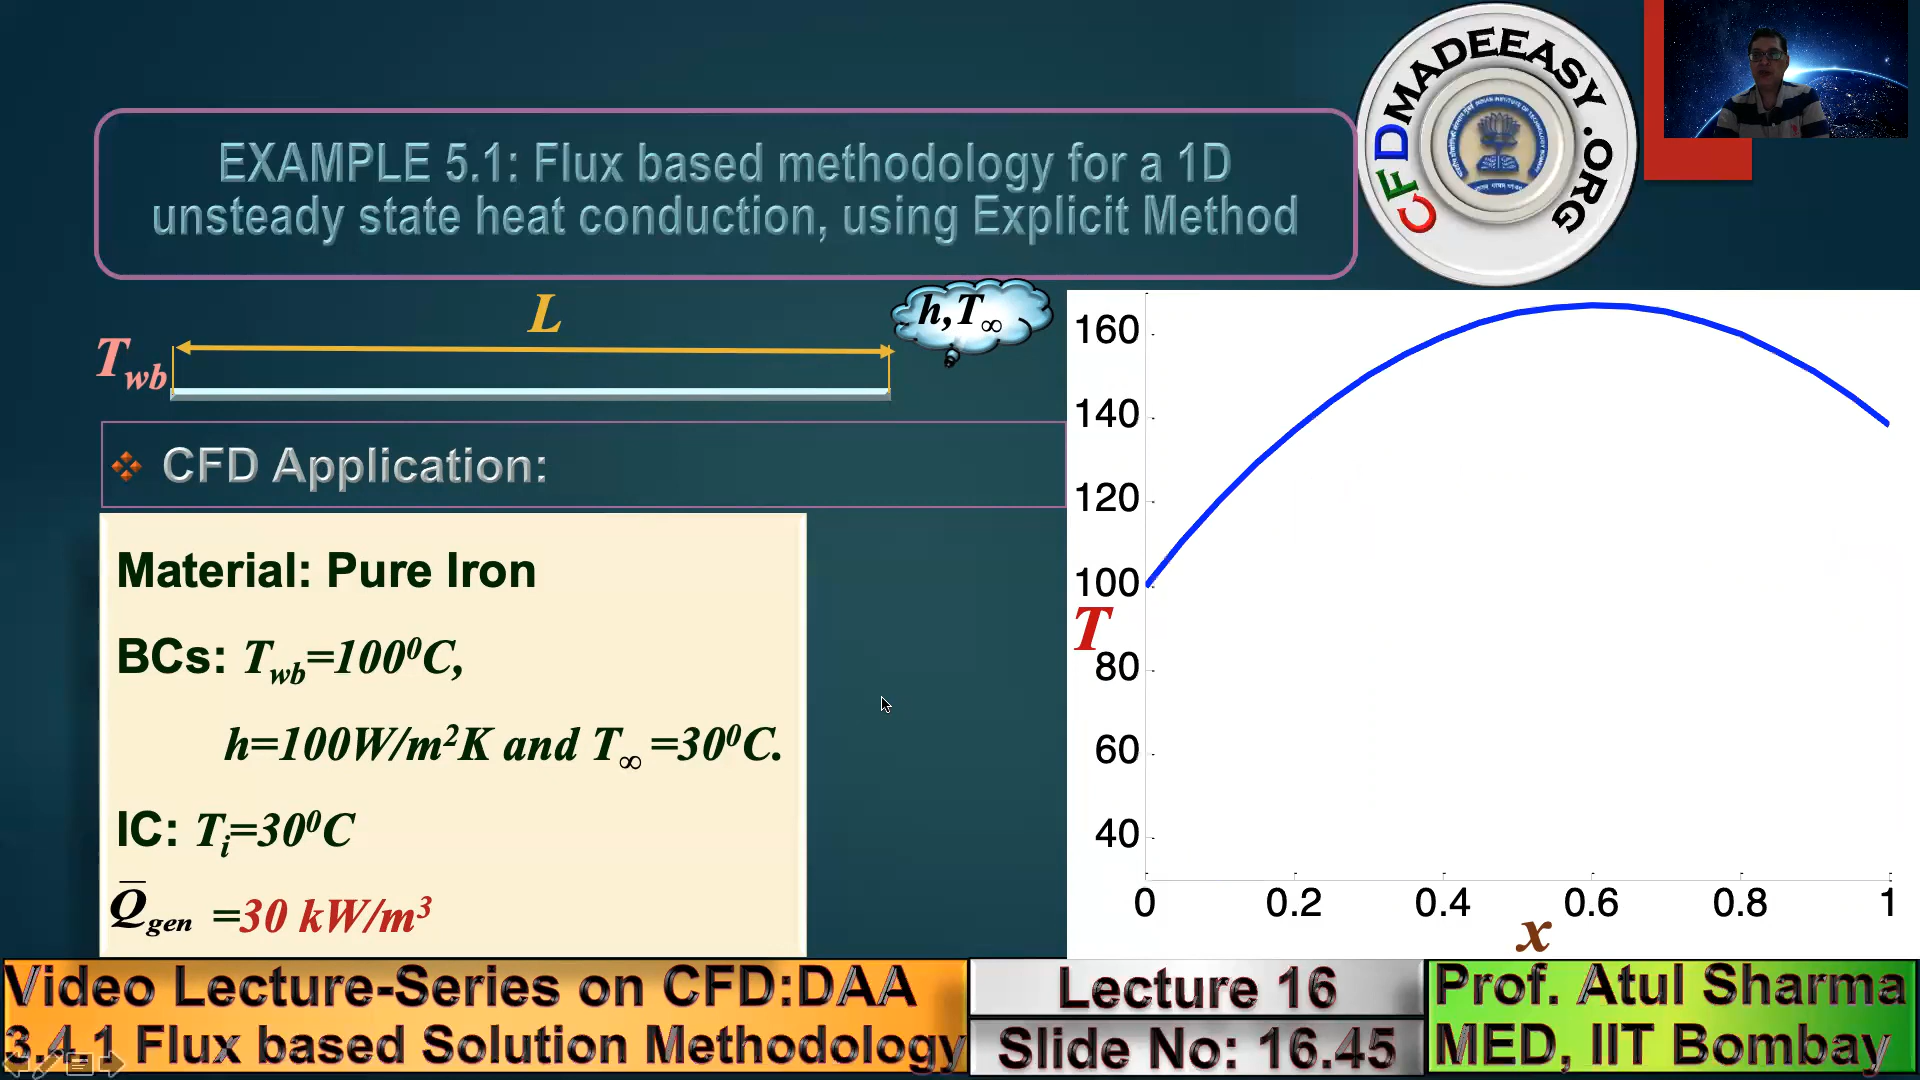 EXAMPLE 5.1: Flux based methodology for a 1D
unsteady state heat conduction, using Explicit Method
CFDMADEEASY.ORG
L
h,T∞
Twb
CFD Application:
Material: Pure Iron
BCs: Twb=100⁰C,
h=100W/m²K and T∞=30⁰C.
IC: Ti=30⁰C
Q̅gen =30 kW/m³
160
140
120
100
T
80
60
40
0 0.2 0.4 0.6 0.8 1
x
Video Lecture-Series on CFD:DAA
3.4.1 Flux based Solution Methodology
Lecture 16
Slide No: 16.45
Prof. Atul Sharma
MED, IIT Bombay